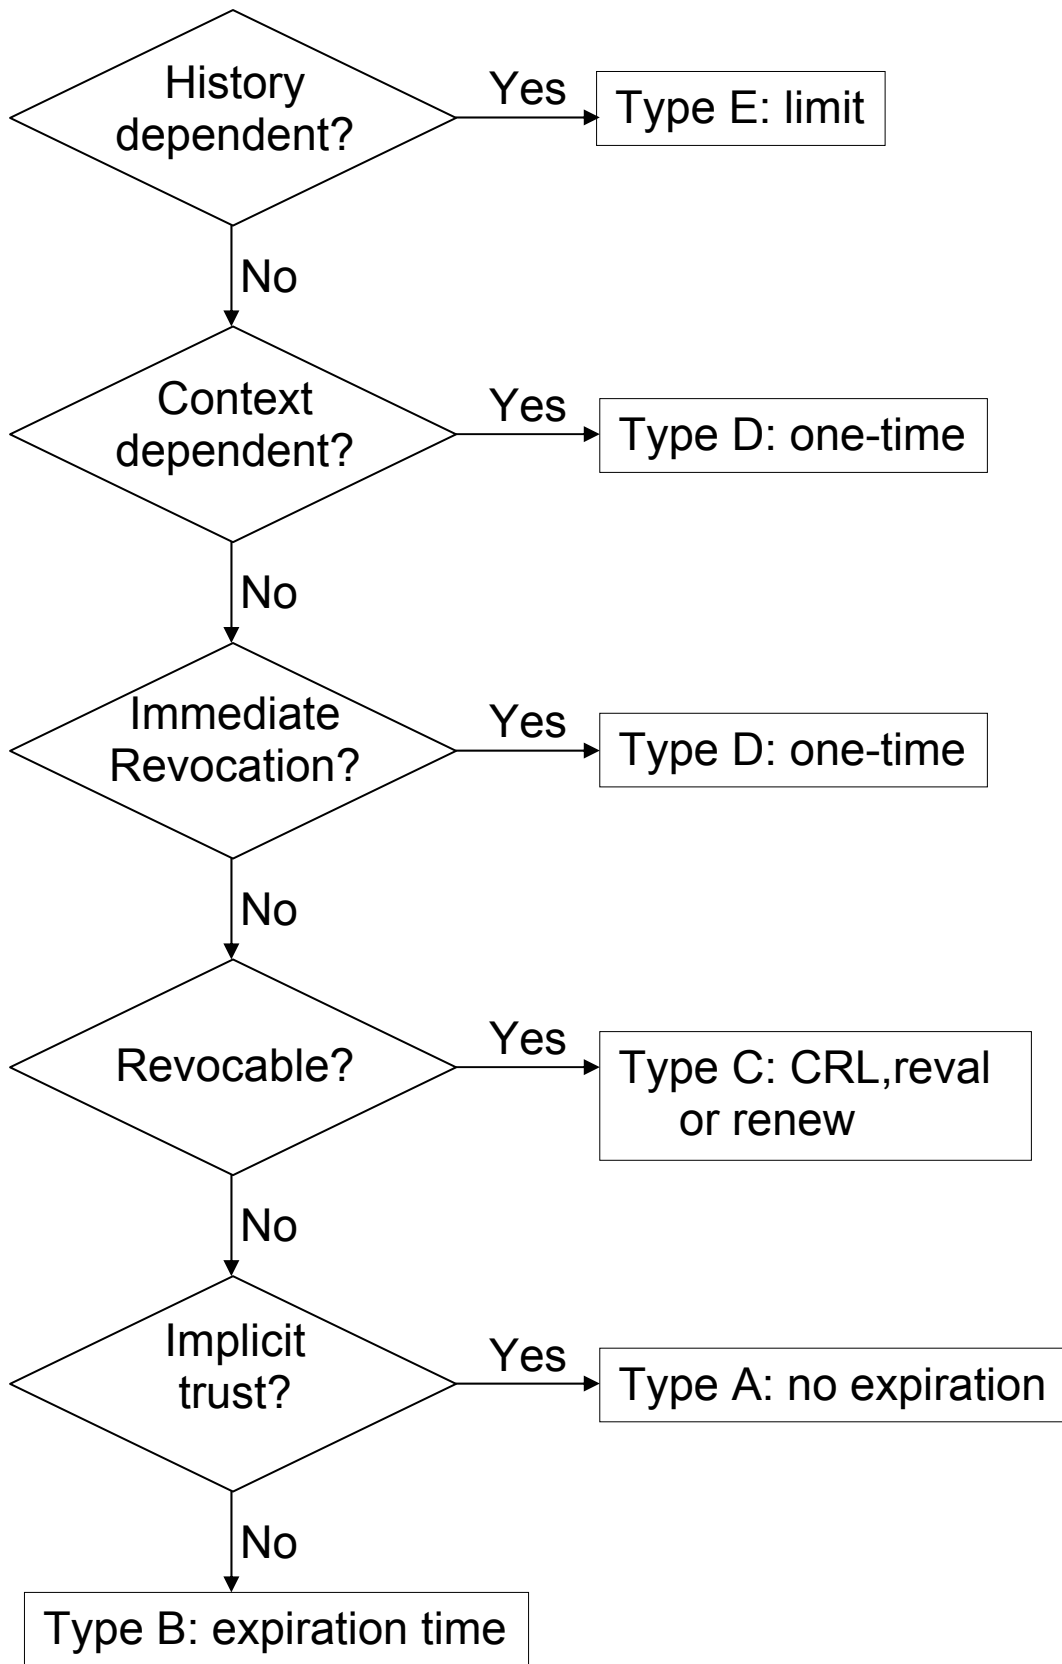 History
dependent?
Yes
Type E: limit
No
Context
dependent?
Yes
Type D: one-time
No
Immediate
Revocation?
Yes
Type D: one-time
No
Revocable?
Yes
Type C: CRL,reval
or renew
No
Implicit
trust?
Yes
Type A: no expiration
No
Type B: expiration time